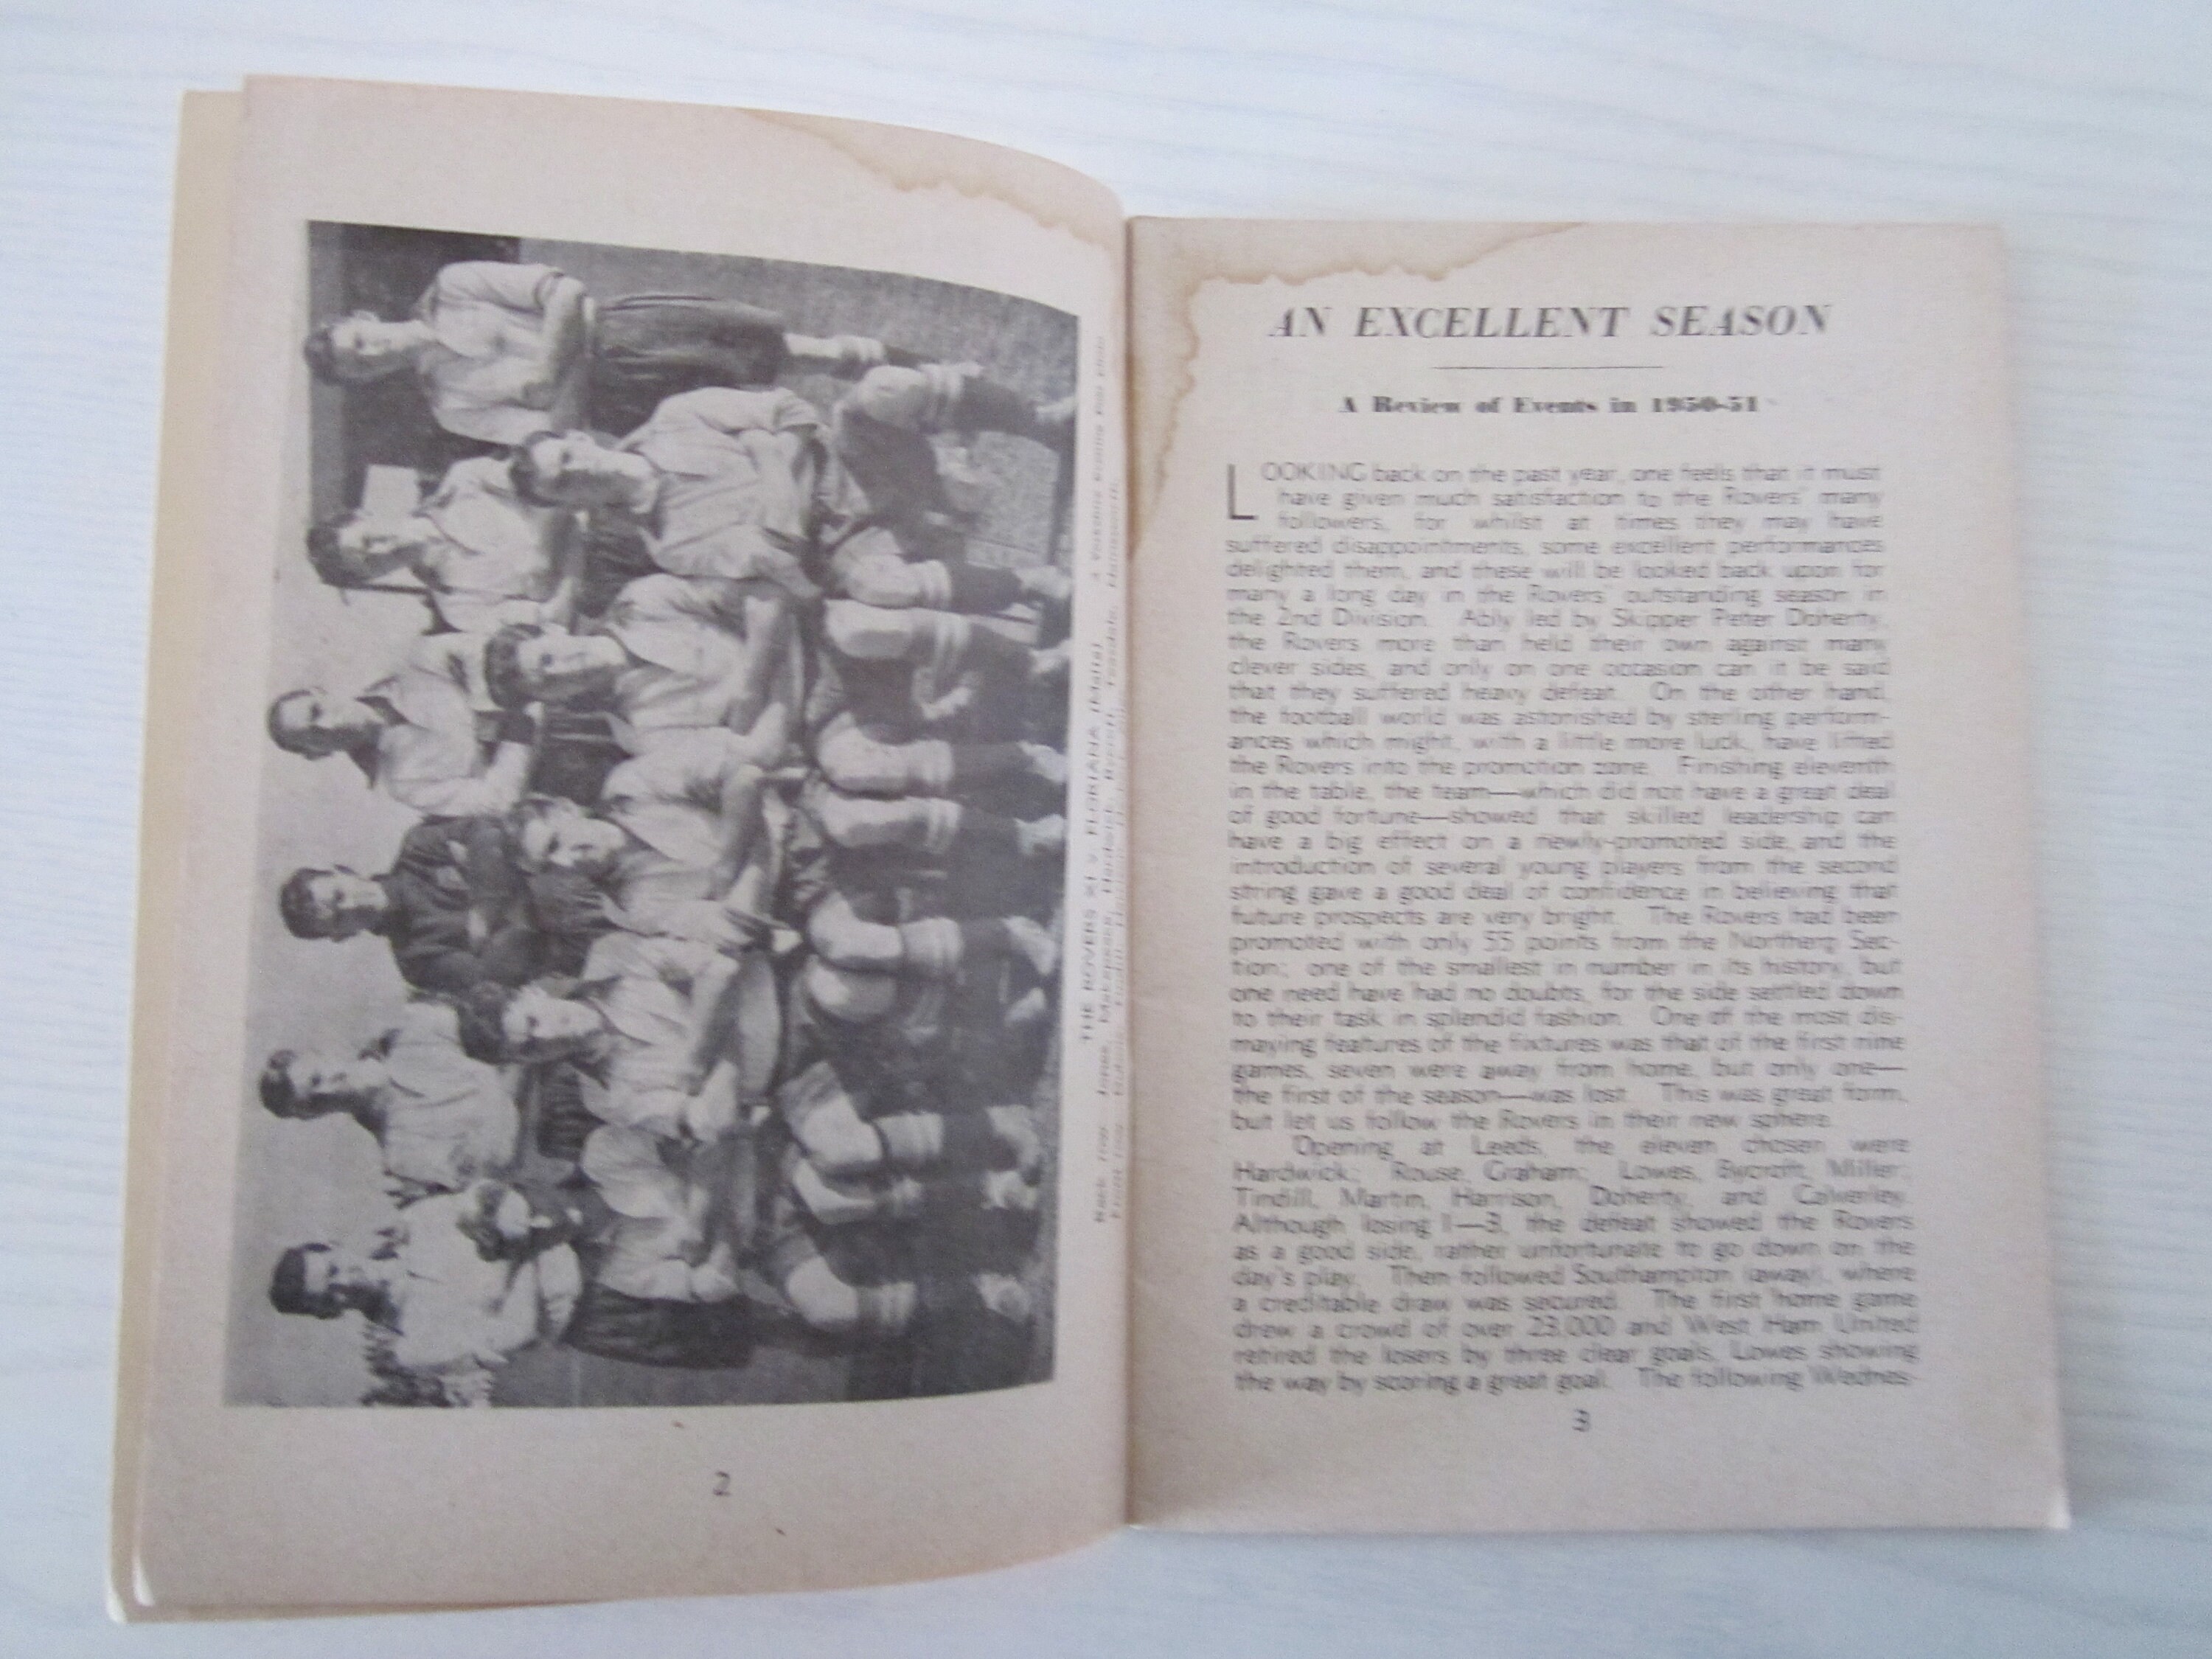 THE ROVERS XI v. FLORIANA (Malta)
2
AN EXCELLENT SEASON
A Review of Events in 1950-51
LOOKING back on the past year, one feels that it must
have given much satisfaction to the Rovers' many
followers, for whilst at times they may have
suffered disappointments, some excellent performances
delighted them, and these will be looked back upon for
many a long day in the Rovers' outstanding season in
the 2nd Division. Ably led by Skipper Peter Doherty,
the Rovers more than held their own against many
clever sides, and only on one occasion can it be said
that they suffered heavy defeat. On the other hand,
the football world was astonished by sterling perform-
ances which might, with a little more luck, have lifted
the Rovers into the promotion zone. Finishing eleventh
in the table, the team—which did not have a great deal
of good fortune—showed that skilled leadership can
have a big effect on a newly-promoted side, and the
introduction of several young players from the second
string gave a good deal of confidence in believing that
future prospects are very bright. The Rovers had been
promoted with only 55 points from the Northern Sec-
tion; one of the smallest in number in its history, but
one need have had no doubts, for the side settled down
to their task in splendid fashion. One of the most dis-
maying features of the fixtures was that of the first nine
games, seven were away from home, but only one—
the first of the season—was lost. This was great form,
but let us follow the Rovers in their new sphere.
Opening at Leeds, the eleven chosen were
Hardwick; Rouse, Graham; Lowes, Bycroft, Miller;
Tindill, Martin, Harrison, Doherty, and Calverley.
Although losing 1—3, the defeat showed the Rovers
as a good side, rather unfortunate to go down on the
day's play. Then followed Southampton (away), where
a creditable draw was secured. The first home game
drew a crowd of over 23,000 and West Ham United
retired the losers by three clear goals, Lowes showing
the way by scoring a great goal. The following Wednes-
3